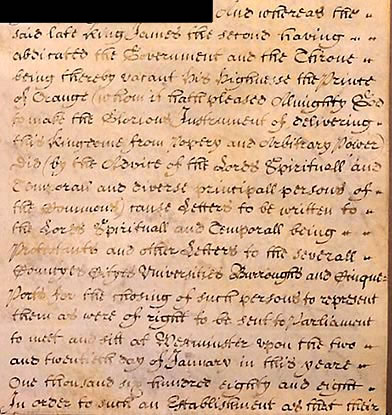 And whereas the
said late King James the second having
abdicated the Government and the Throne
being thereby vacant his Highnesse the Prince
of Orange (whom it hath pleased Almighty God
to make the Glorious Instrument of delivering
this Kingdome from Popery and Arbitrary Power)
did (by the Advice of the Lords Spirituall and
Temporall and diverse principall persons of
the Commons) cause Letters to be written to
the Lords Spirituall and Temporall being
Protestants and other Letters to the severall
Countyes Cityes Universities Burroughs and Cinque
Ports for the chosing of such persons to represent
them as were of right to be sent to Parliament
to meet and sitt at Westminster upon the two
and twentieth day of January in this yeare
One thousand six hundred eighty and eight
In order to such an Establishment as that their